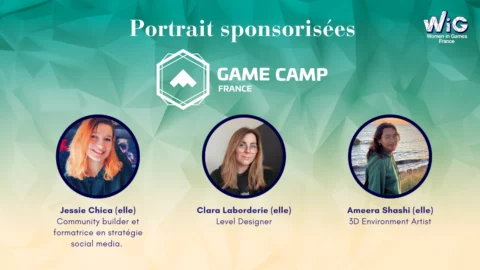 Portrait sponsorisées
WiG
Women in Games
France
GAME CAMP
FRANCE
Jessie Chica (elle)
Community builder et
formatrice en stratégie
social media.
Clara Laborderie (elle)
Level Designer
Ameera Shashi (elle)
3D Environment Artist